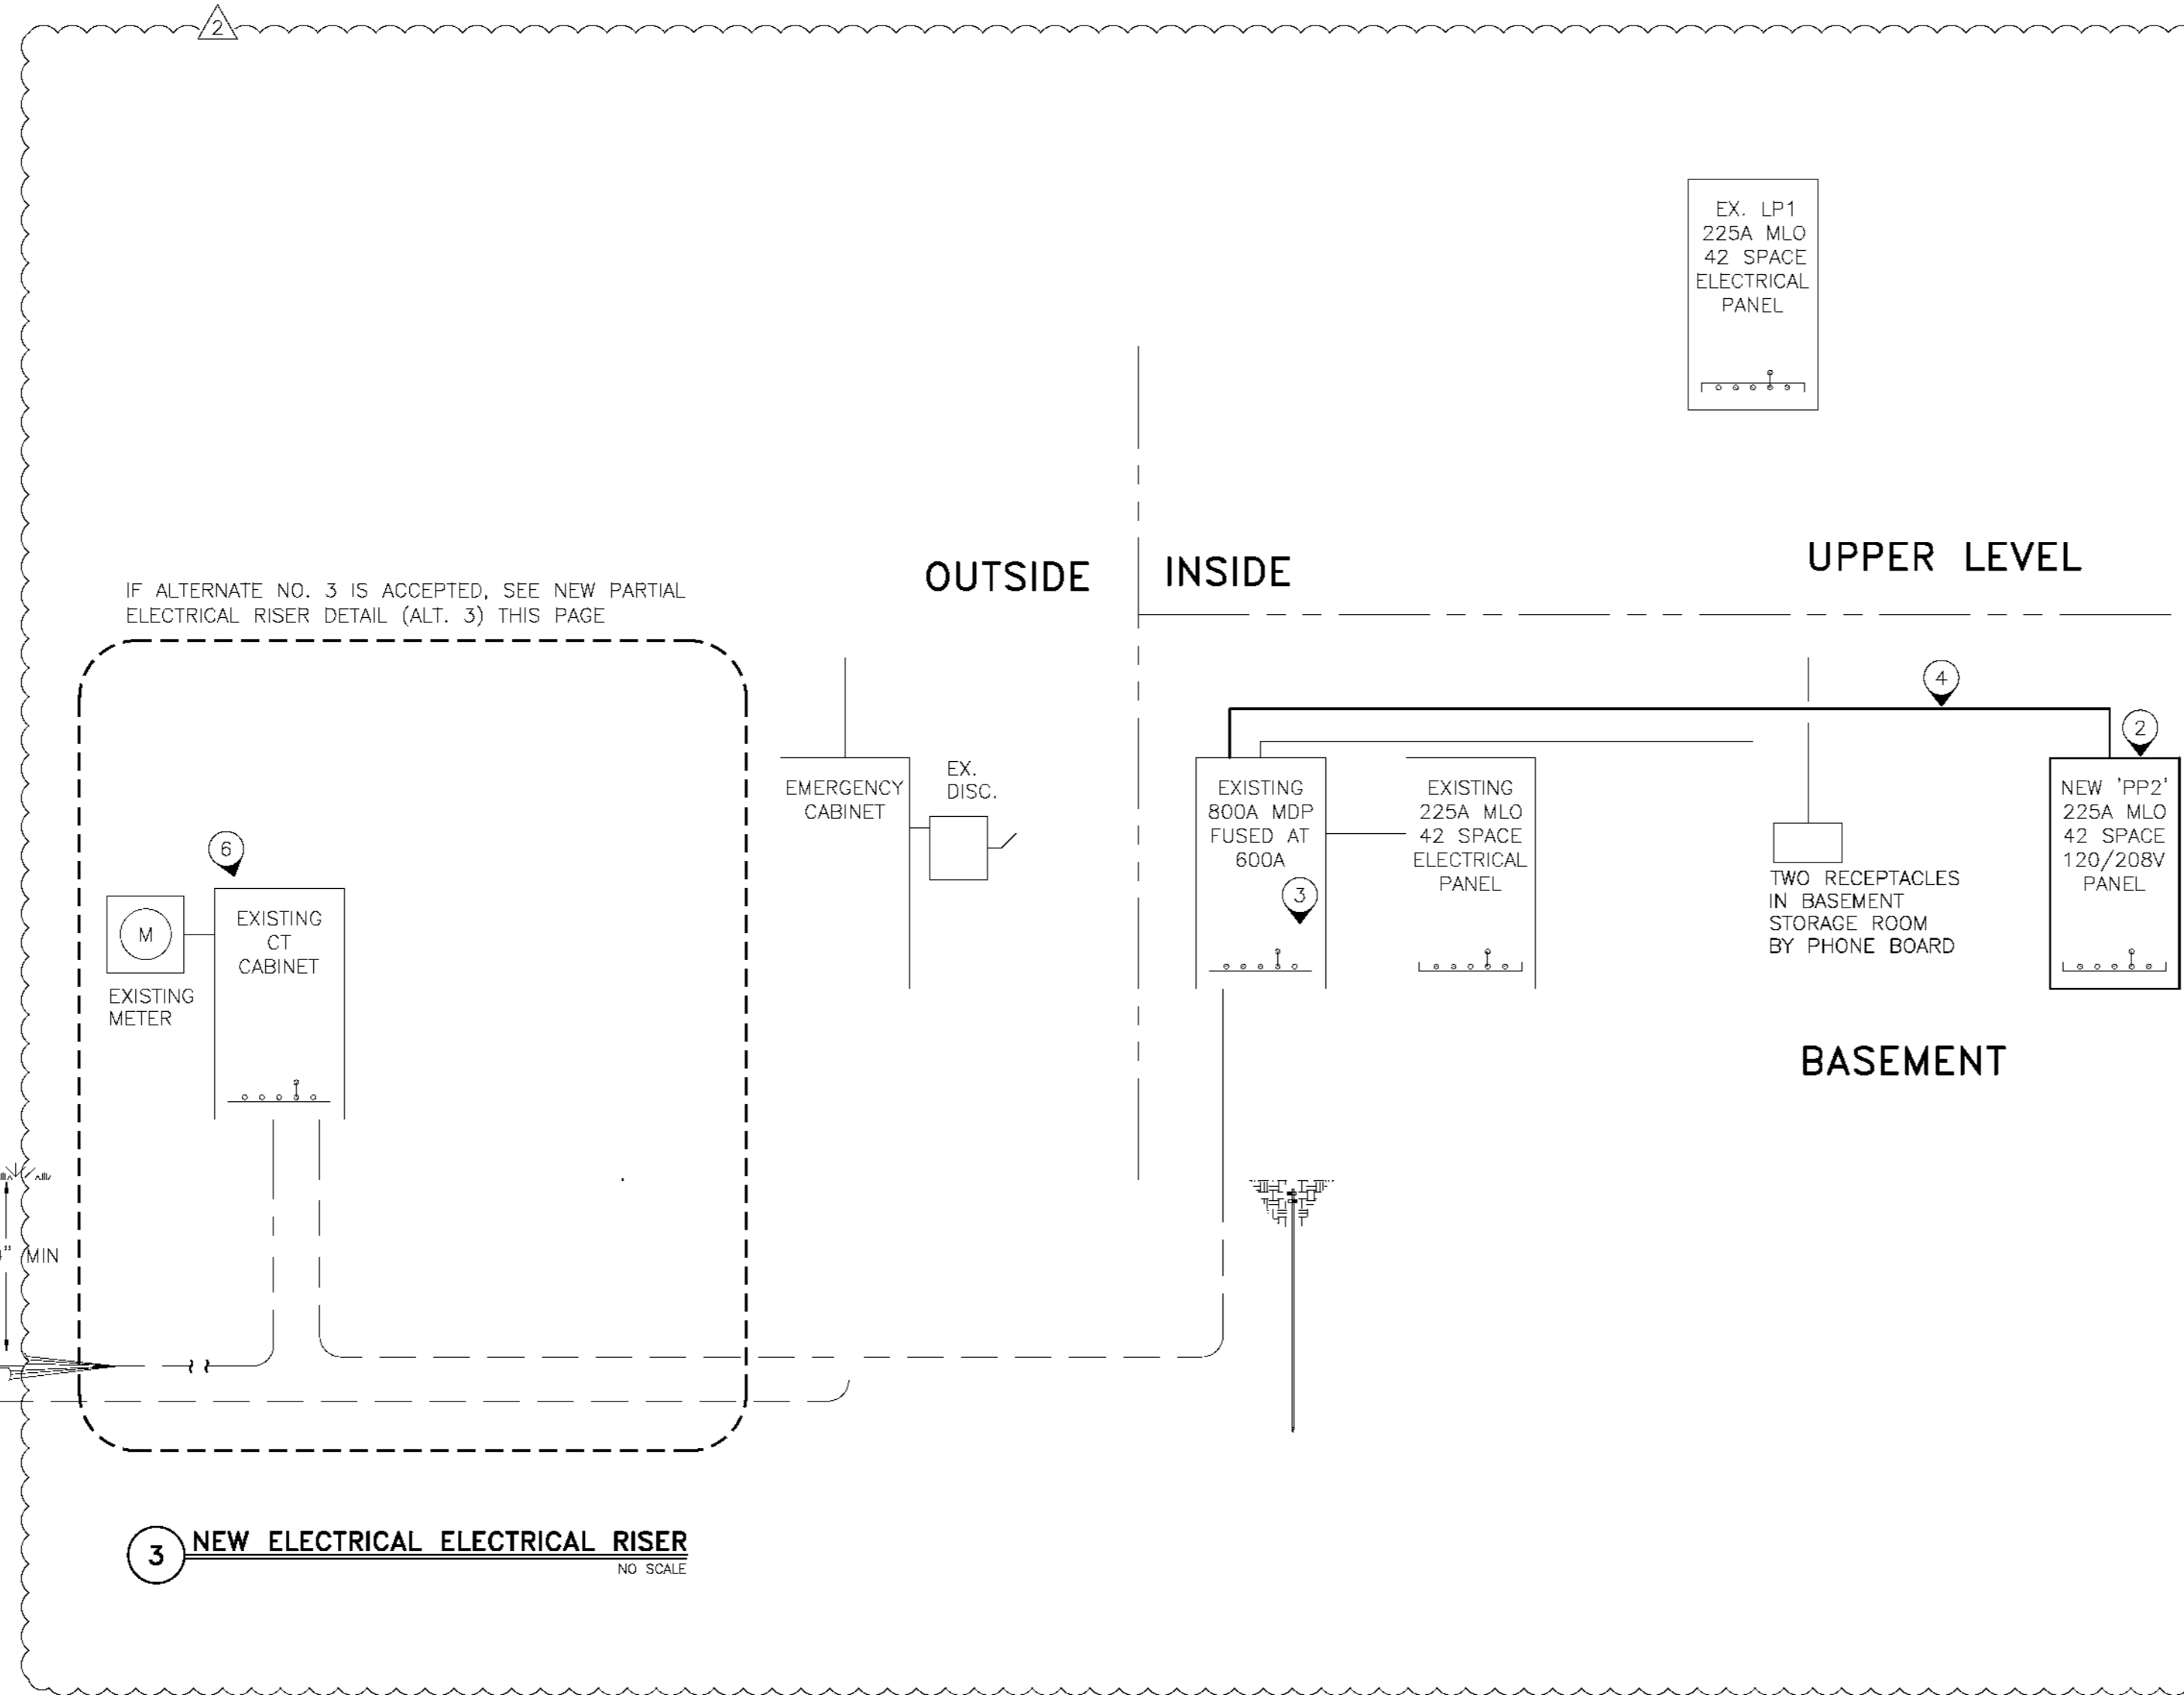 2
EX. LP1
225A MLO
42 SPACE
ELECTRICAL
PANEL
OUTSIDE
INSIDE
UPPER LEVEL
IF ALTERNATE NO. 3 IS ACCEPTED, SEE NEW PARTIAL
ELECTRICAL RISER DETAIL (ALT. 3) THIS PAGE
4
2
EMERGENCY
CABINET
EX.
DISC.
EXISTING
800A MDP
FUSED AT
600A
3
EXISTING
225A MLO
42 SPACE
ELECTRICAL
PANEL
TWO RECEPTACLES
IN BASEMENT
STORAGE ROOM
BY PHONE BOARD
NEW 'PP2'
225A MLO
42 SPACE
120/208V
PANEL
6
M
EXISTING
CT
CABINET
EXISTING
METER
BASEMENT
MIN
3
NEW ELECTRICAL ELECTRICAL RISER
NO SCALE